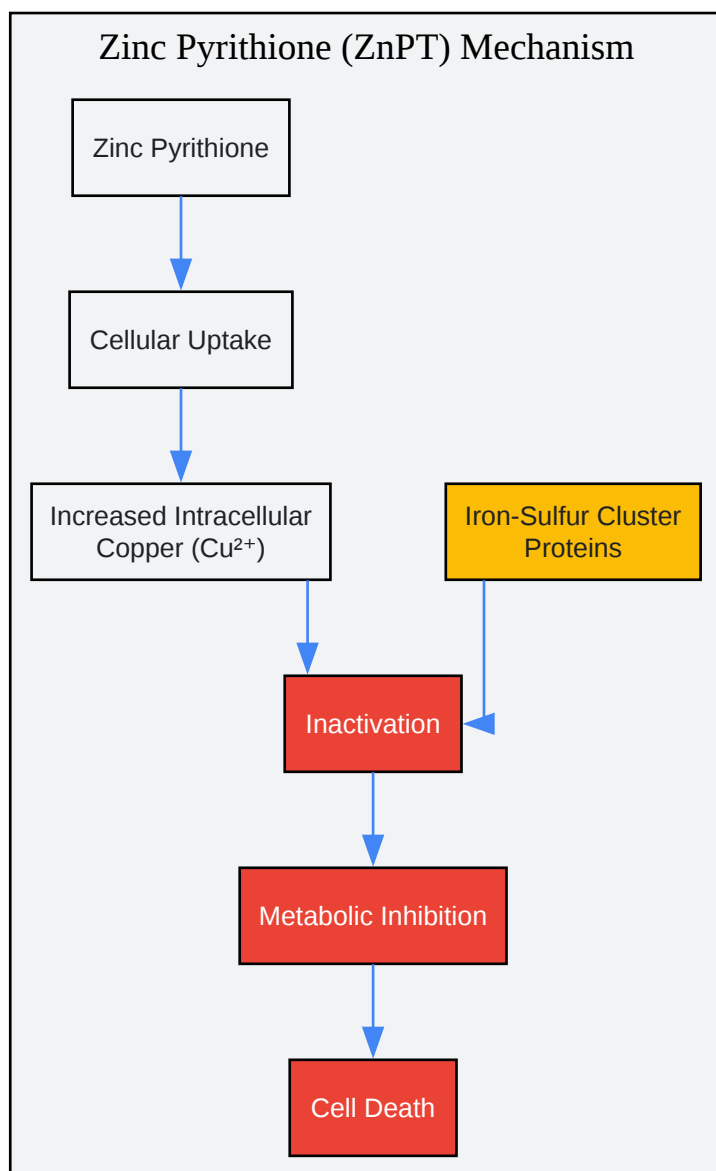 Zinc Pyrithione (ZnPT) Mechanism
Zinc Pyrithione
Cellular Uptake
Increased Intracellular
Copper (Cu²⁺)
Iron-Sulfur Cluster
Proteins
Inactivation
Metabolic Inhibition
Cell Death